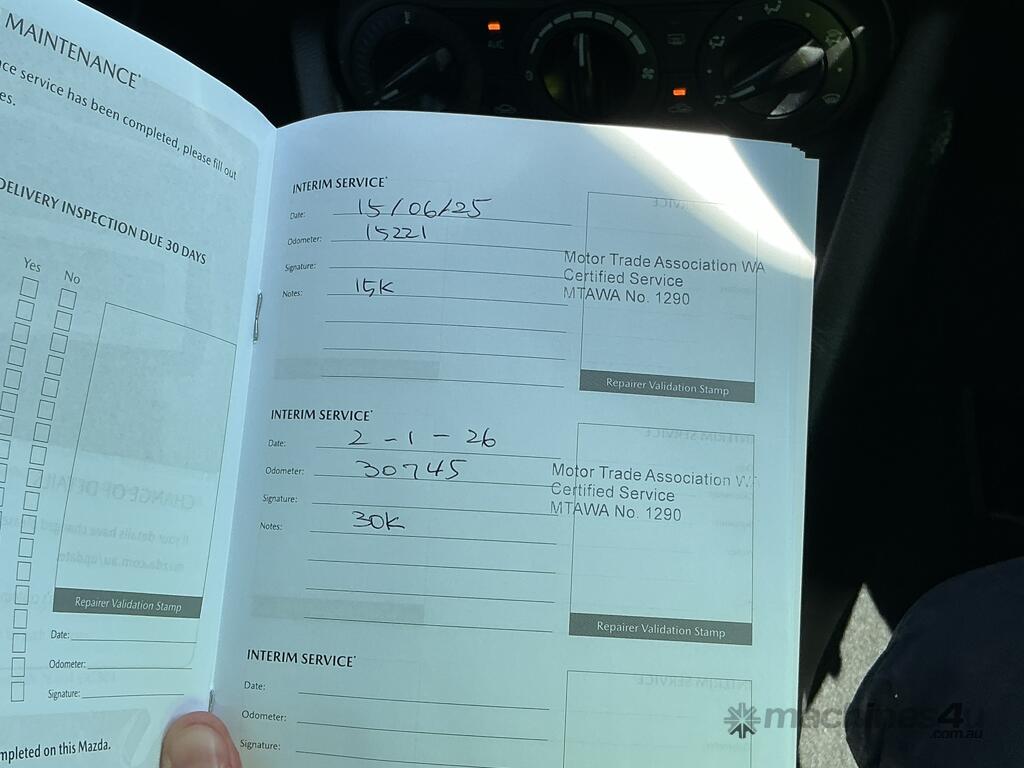 MAINTENANCE*
ce service has been completed, please fill out
es.
DELIVERY INSPECTION DUE 30 DAYS
Yes No
Repairer Validation Stamp
Date:
Odometer:
Signature:
mpleted on this Mazda.
INTERIM SERVICE*
Date: 15/06/25
Odometer: 15221
Signature:
Notes: 15K
Motor Trade Association WA
Certified Service
MTAWA No. 1290
Repairer Validation Stamp
INTERIM SERVICE*
Date: 2-1-26
Odometer: 30745
Signature:
Notes: 30K
Motor Trade Association W
Certified Service
MTAWA No. 1290
Repairer Validation Stamp
INTERIM SERVICE*
Date:
Odometer:
Signature:
machines4u
.com.au